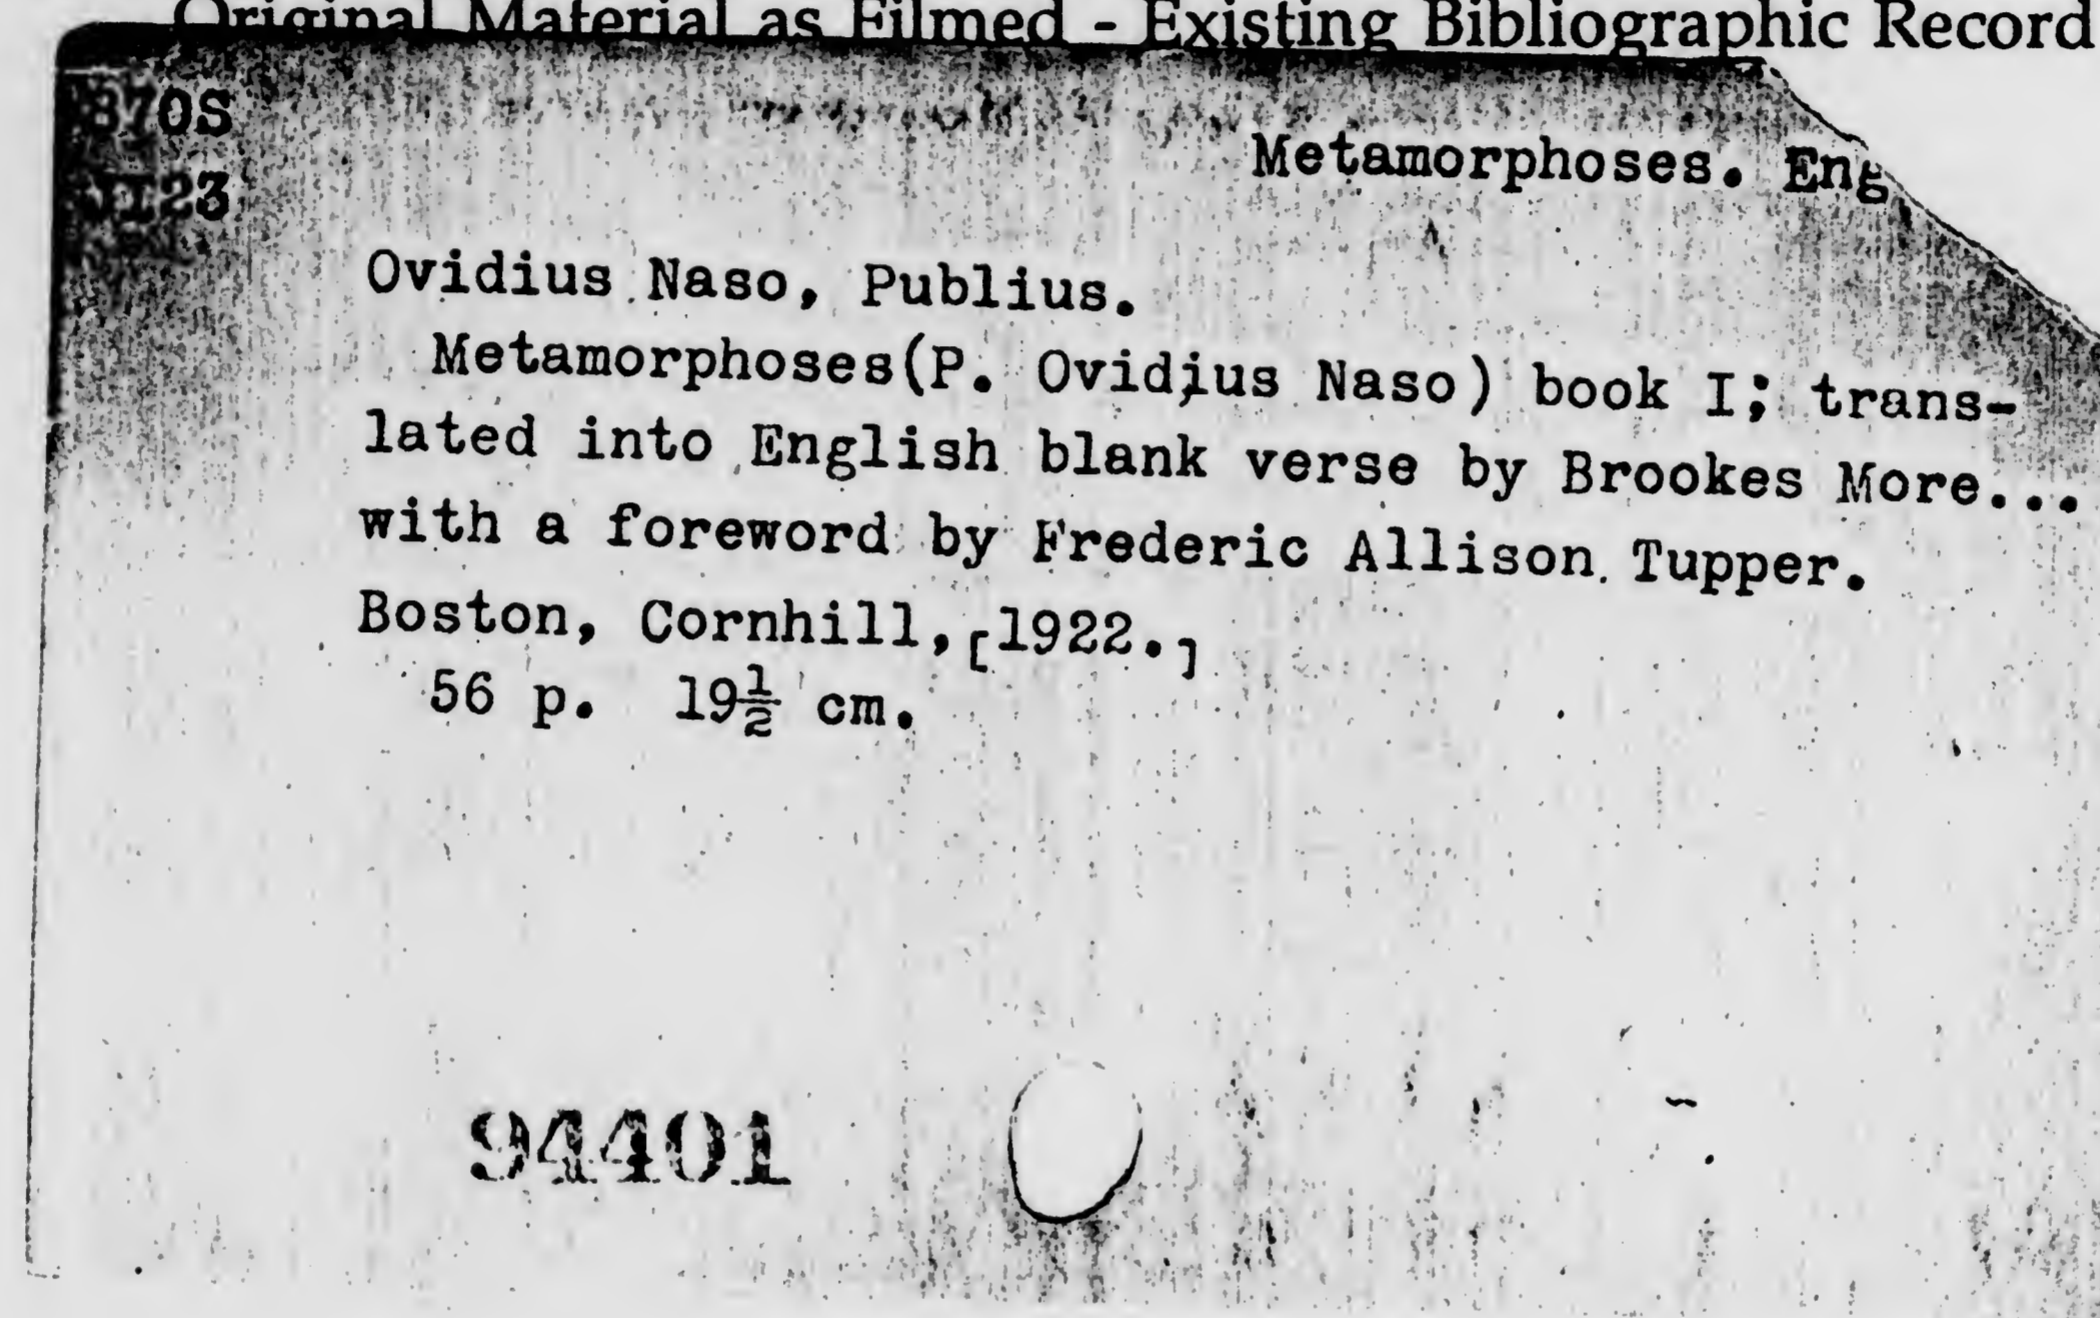 Original Material as Filmed - Existing Bibliographic Record
870S
23
Metamorphoses. Eng
Ovidius Naso, Publius.
Metamorphoses(P. Ovidius Naso) book I; trans-
lated into English blank verse by Brookes More...
with a foreword by Frederic Allison Tupper.
Boston, Cornhill, [1922.]
56 p. 19½ cm.
94401